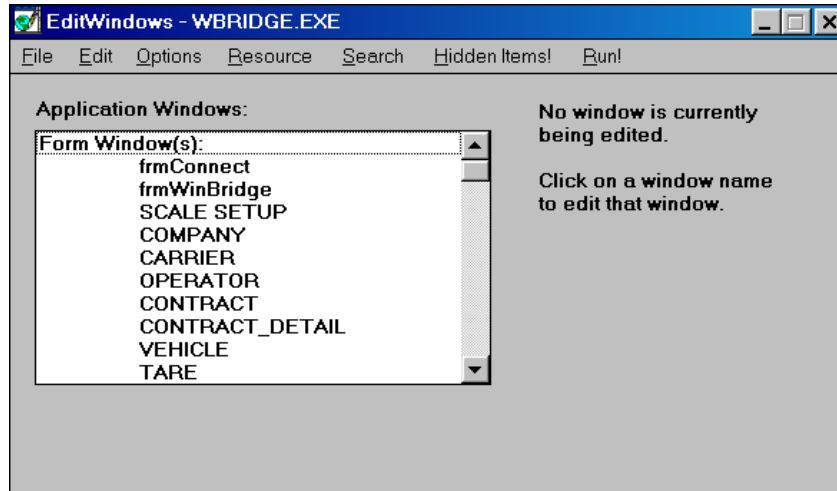 EditWindows - WBRIDGE.EXE
File Edit Options Resource Search Hidden Items! Run!
Application Windows:
Form Window(s):
frmConnect
frmWinBridge
SCALE SETUP
COMPANY
CARRIER
OPERATOR
CONTRACT
CONTRACT_DETAIL
VEHICLE
TARE
No window is currently
being edited.
Click on a window name
to edit that window.